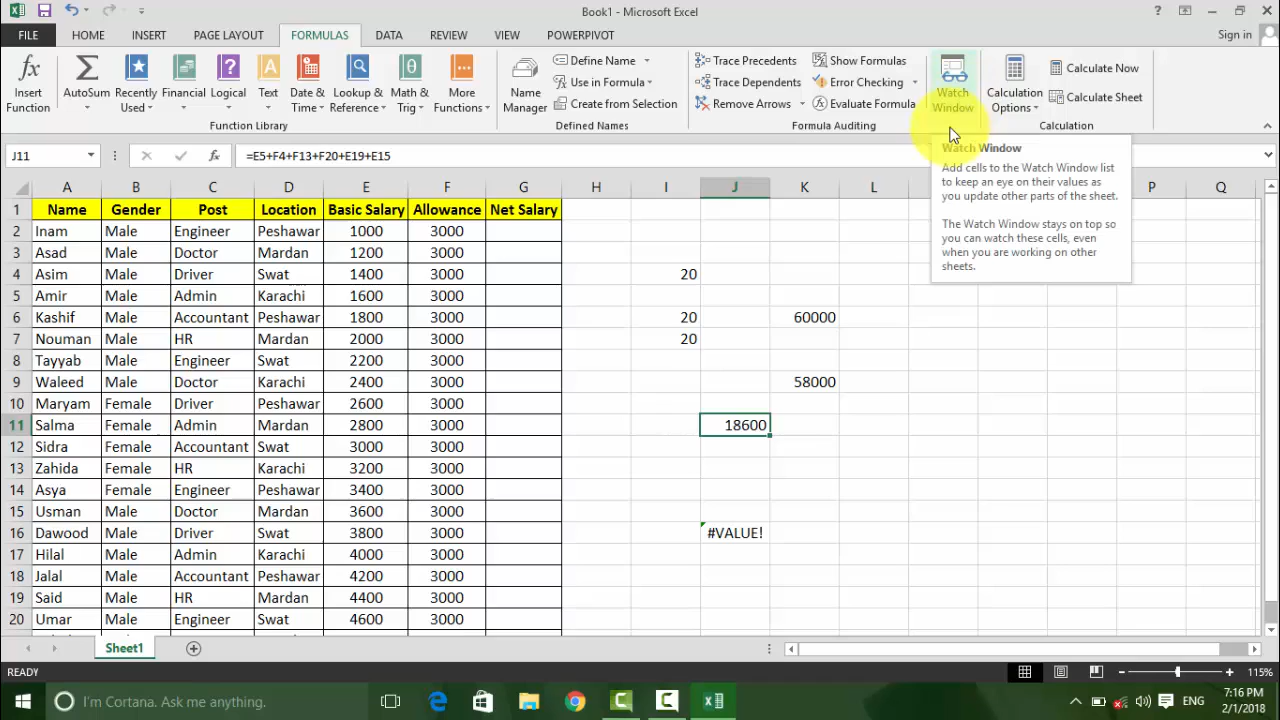 Book1 - Microsoft Excel
?
FILE HOME INSERT PAGE LAYOUT FORMULAS DATA REVIEW VIEW POWERPIVOT Sign in
Insert Function
AutoSum
Recently Used
Financial
Logical
Text
Date & Time
Lookup & Reference
Math & Trig
More Functions
Function Library
Name Manager
Define Name
Use in Formula
Create from Selection
Defined Names
Trace Precedents
Trace Dependents
Remove Arrows
Show Formulas
Error Checking
Evaluate Formula
Formula Auditing
Watch Window
Calculation Options
Calculate Now
Calculate Sheet
Calculation
J11 fx =E5+F4+F13+F20+E19+E15
Watch Window
Add cells to the Watch Window list
to keep an eye on their values as
you update other parts of the sheet.
The Watch Window stays on top so
you can watch these cells, even
when you are working on other
sheets.
A B C D E F G H I J K L P Q
1 Name Gender Post Location Basic Salary Allowance Net Salary
2 Inam Male Engineer Peshawar 1000 3000
3 Asad Male Doctor Mardan 1200 3000
4 Asim Male Driver Swat 1400 3000 20
5 Amir Male Admin Karachi 1600 3000
6 Kashif Male Accountant Peshawar 1800 3000 20 60000
7 Nouman Male HR Mardan 2000 3000 20
8 Tayyab Male Engineer Swat 2200 3000
9 Waleed Male Doctor Karachi 2400 3000 58000
10 Maryam Female Driver Peshawar 2600 3000
11 Salma Female Admin Mardan 2800 3000 18600
12 Sidra Female Accountant Swat 3000 3000
13 Zahida Female HR Karachi 3200 3000
14 Asya Female Engineer Peshawar 3400 3000
15 Usman Male Doctor Mardan 3600 3000
16 Dawood Male Driver Swat 3800 3000 #VALUE!
17 Hilal Male Admin Karachi 4000 3000
18 Jalal Male Accountant Peshawar 4200 3000
19 Said Male HR Mardan 4400 3000
20 Umar Male Engineer Swat 4600 3000
Sheet1
READY 115%
I'm Cortana. Ask me anything.
ENG
7:16 PM
2/1/2018